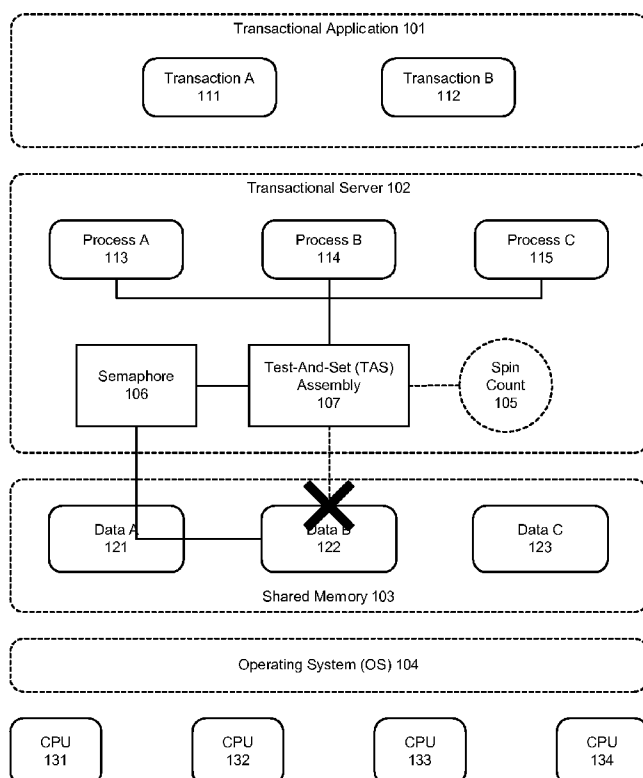 Transactional Application 101
Transaction A
111
Transaction B
112
Transactional Server 102
Process A
113
Process B
114
Process C
115
Semaphore
106
Test-And-Set (TAS)
Assembly
107
Spin
Count
105
Data A
121
Data B
122
Data C
123
Shared Memory 103
Operating System (OS) 104
CPU
131
CPU
132
CPU
133
CPU
134